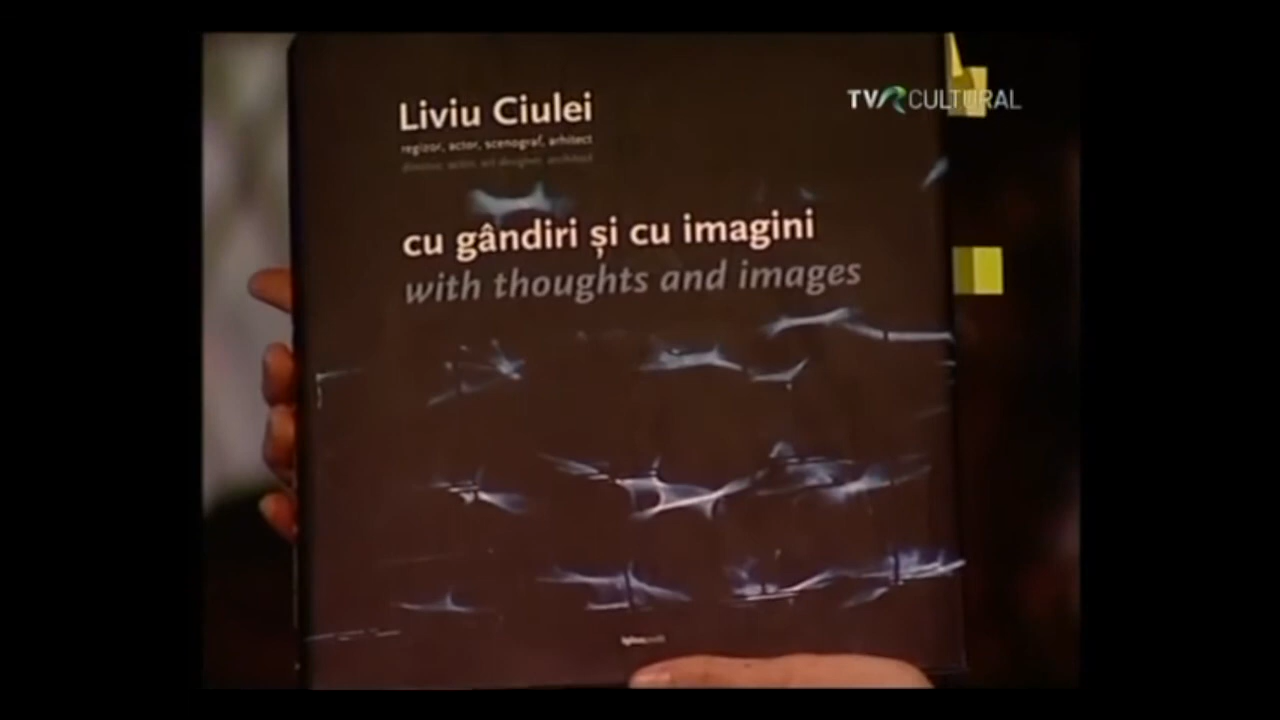 Liviu Ciulei
TVR CULTURAL
regizor, actor, scenograf, arhitect
director, actor, set designer, architect
cu gândiri și cu imagini
with thoughts and images